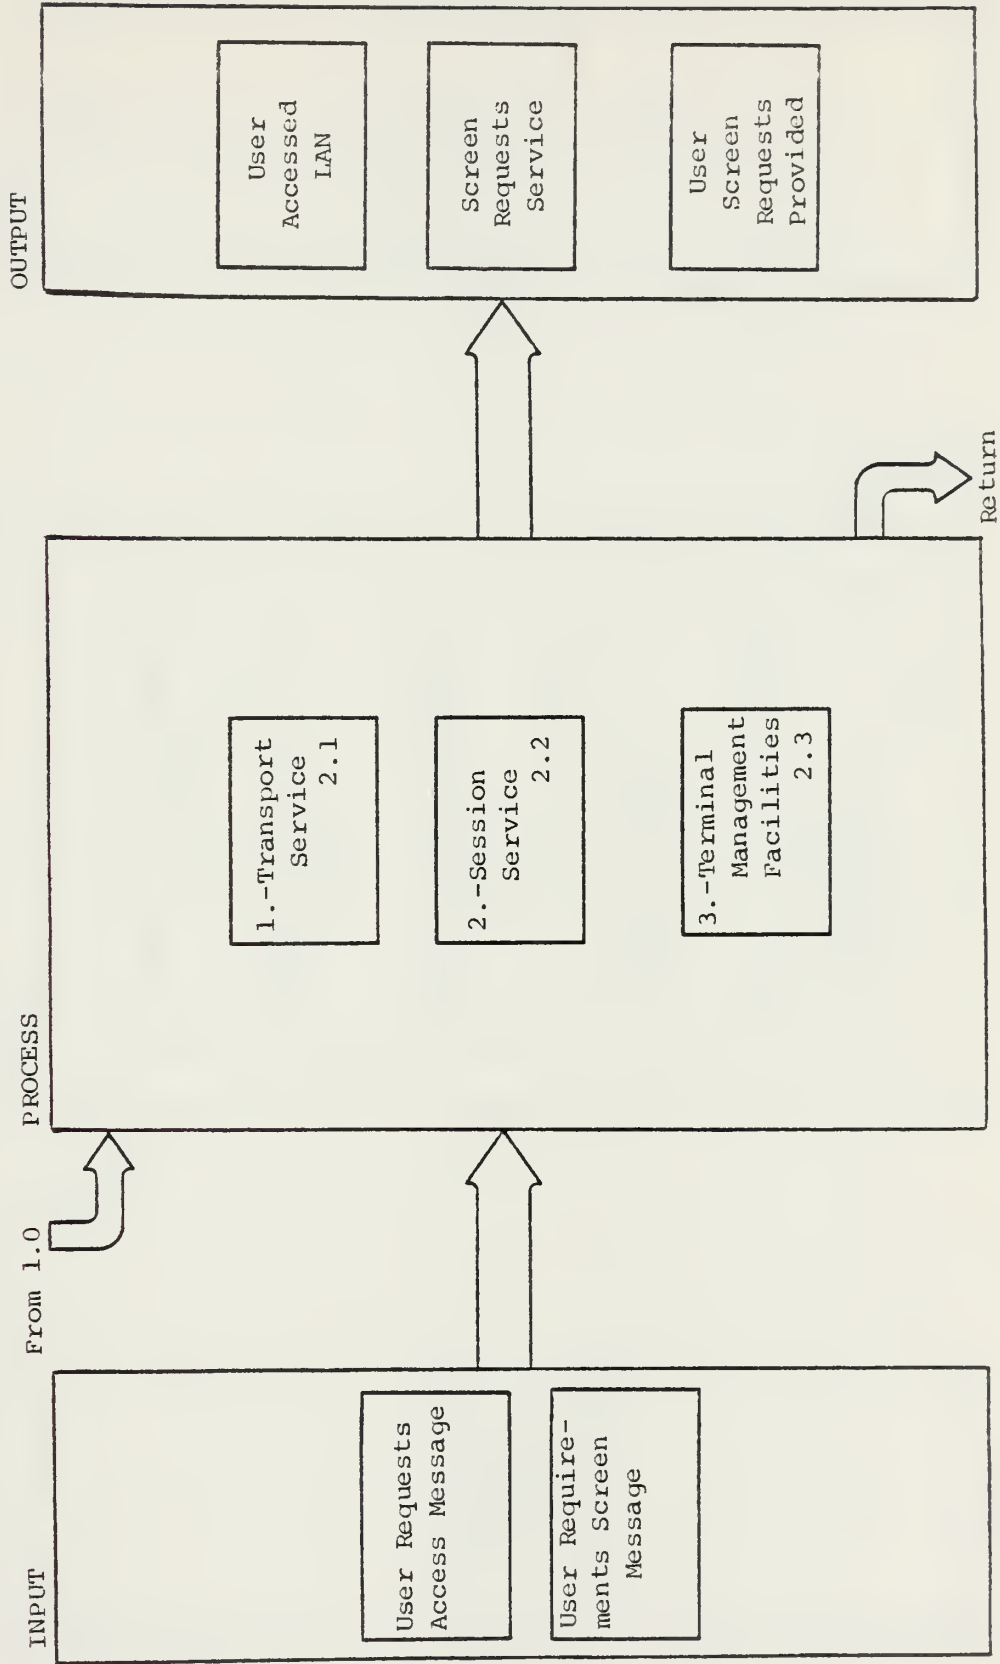 INPUT
User Requests
Access Message
User Require-
ments Screen
Message
From 1.0
PROCESS
1.-Transport
Service
2.1
2.-Session
Service
2.2
3.-Terminal
Management
Facilities
2.3
Return
OUTPUT
User
Accessed
LAN
Screen
Requests
Service
User
Screen
Requests
Provided